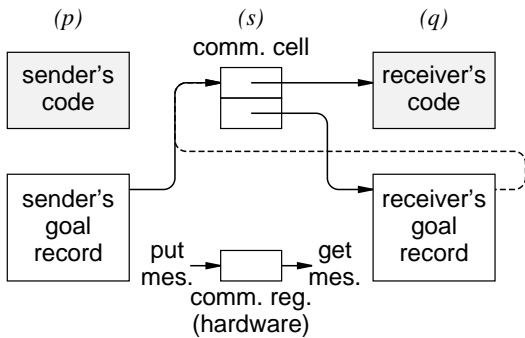 (p)
(s)
(q)
comm. cell
sender's
code
receiver's
code
sender's
goal
record
receiver's
goal
record
put
mes.
get
mes.
comm. reg.
(hardware)